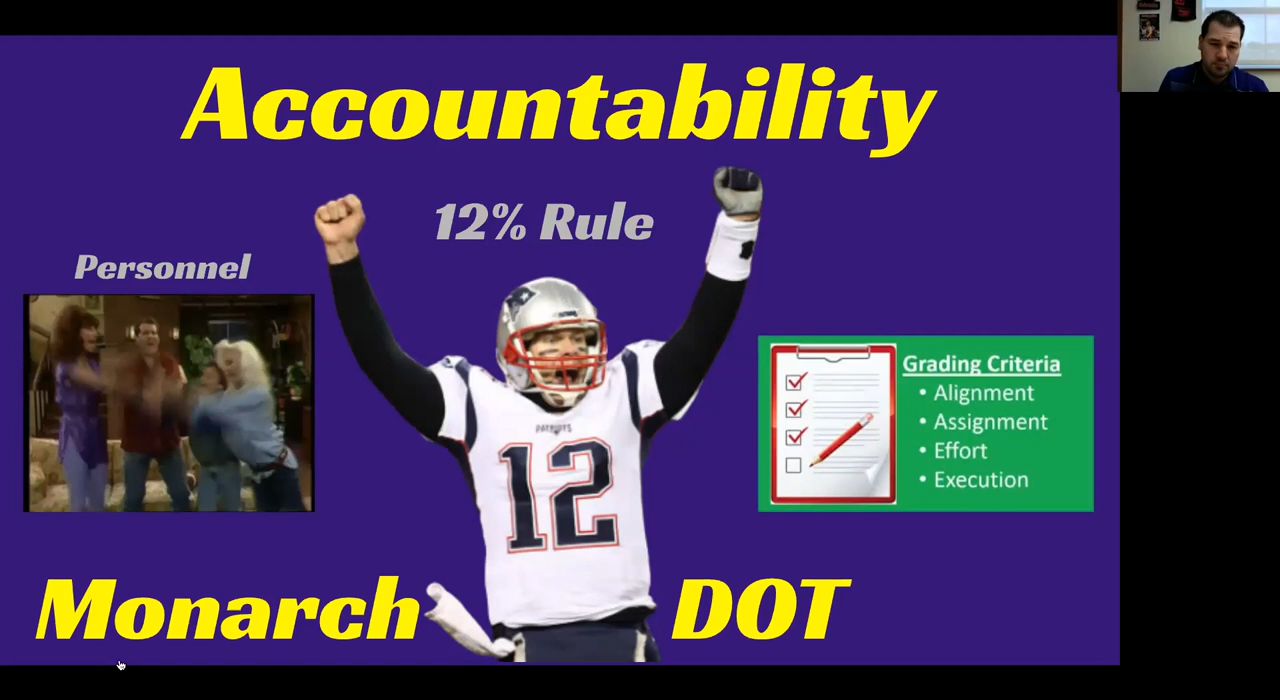 Accountability
12% Rule
Personnel
PATRIOTS
12
Grading Criteria
• Alignment
• Assignment
• Effort
• Execution
Monarch
DOT